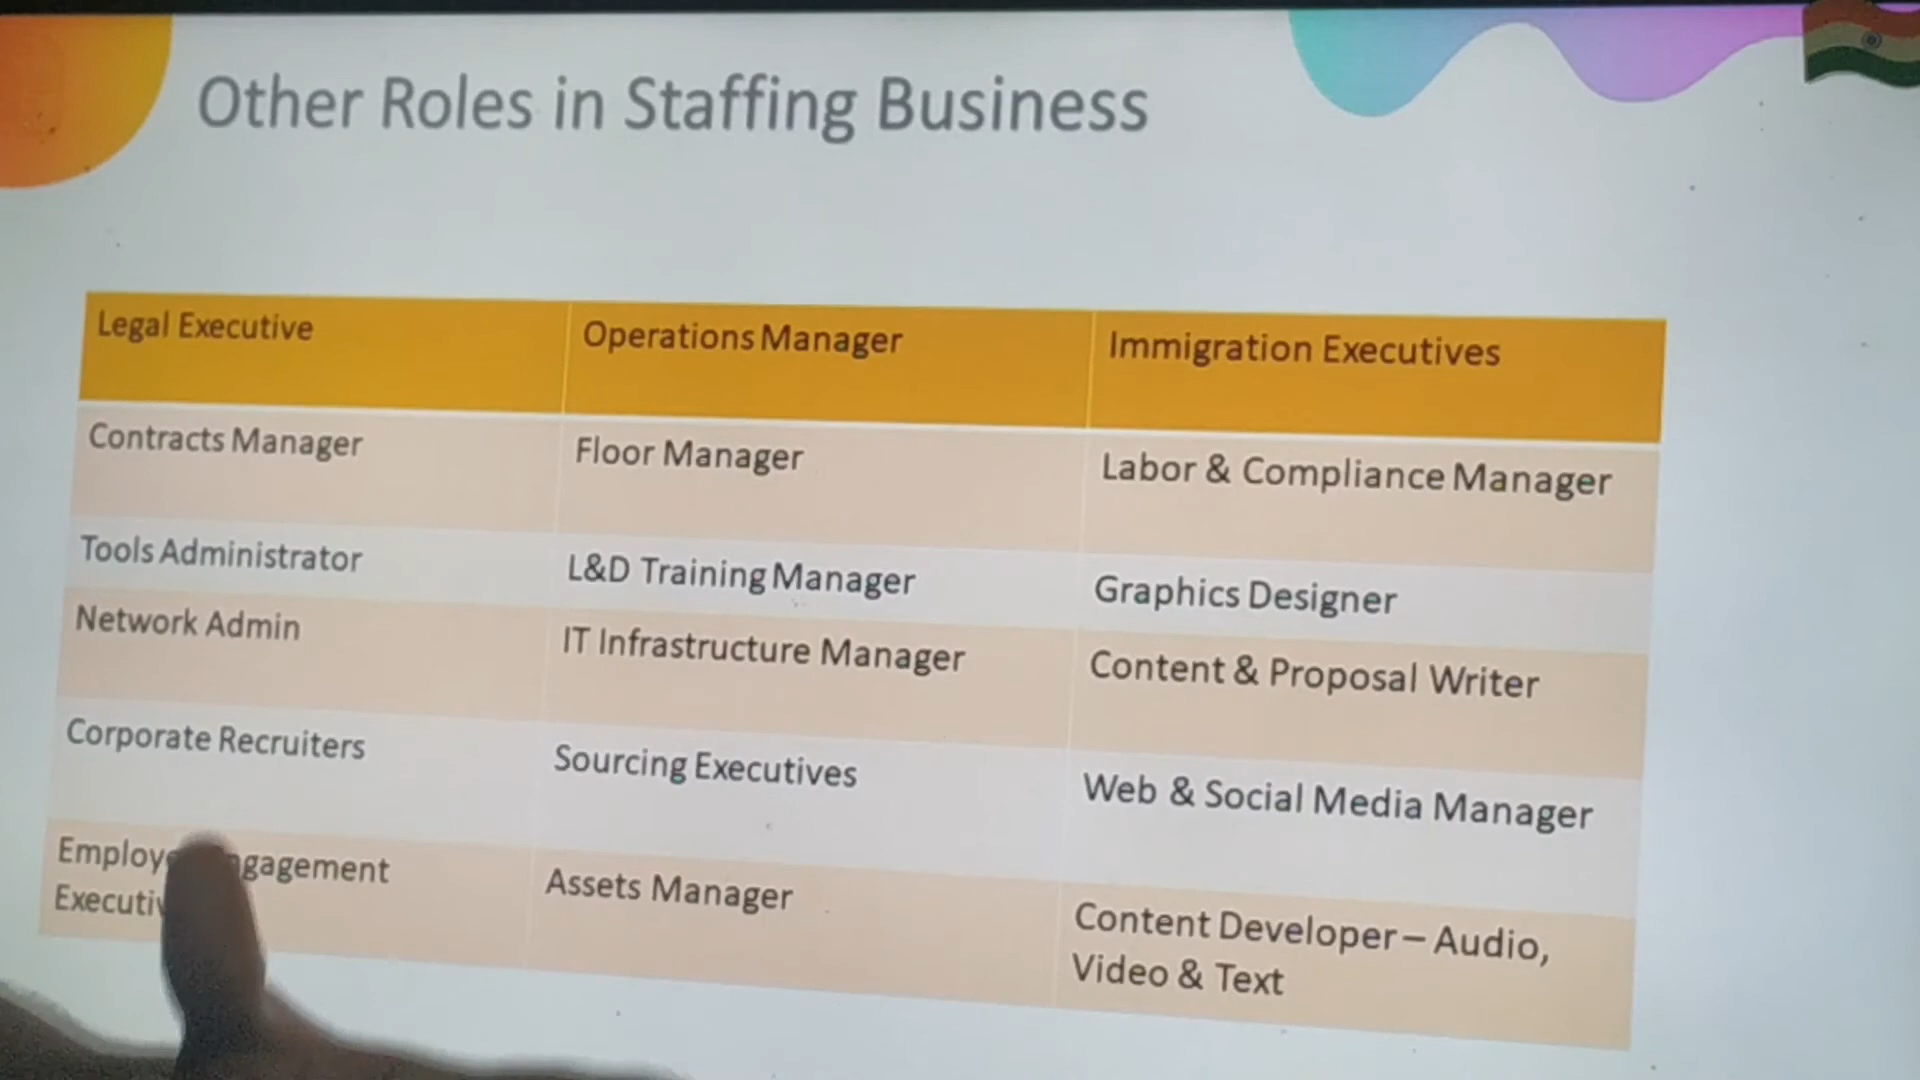 Other Roles in Staffing Business
Legal Executive
Operations Manager
Immigration Executives
Contracts Manager
Floor Manager
Labor & Compliance Manager
Tools Administrator
L&D Training Manager
Graphics Designer
Network Admin
IT Infrastructure Manager
Content & Proposal Writer
Corporate Recruiters
Sourcing Executives
Web & Social Media Manager
Assets Manager
Content Developer – Audio,
Video & Text